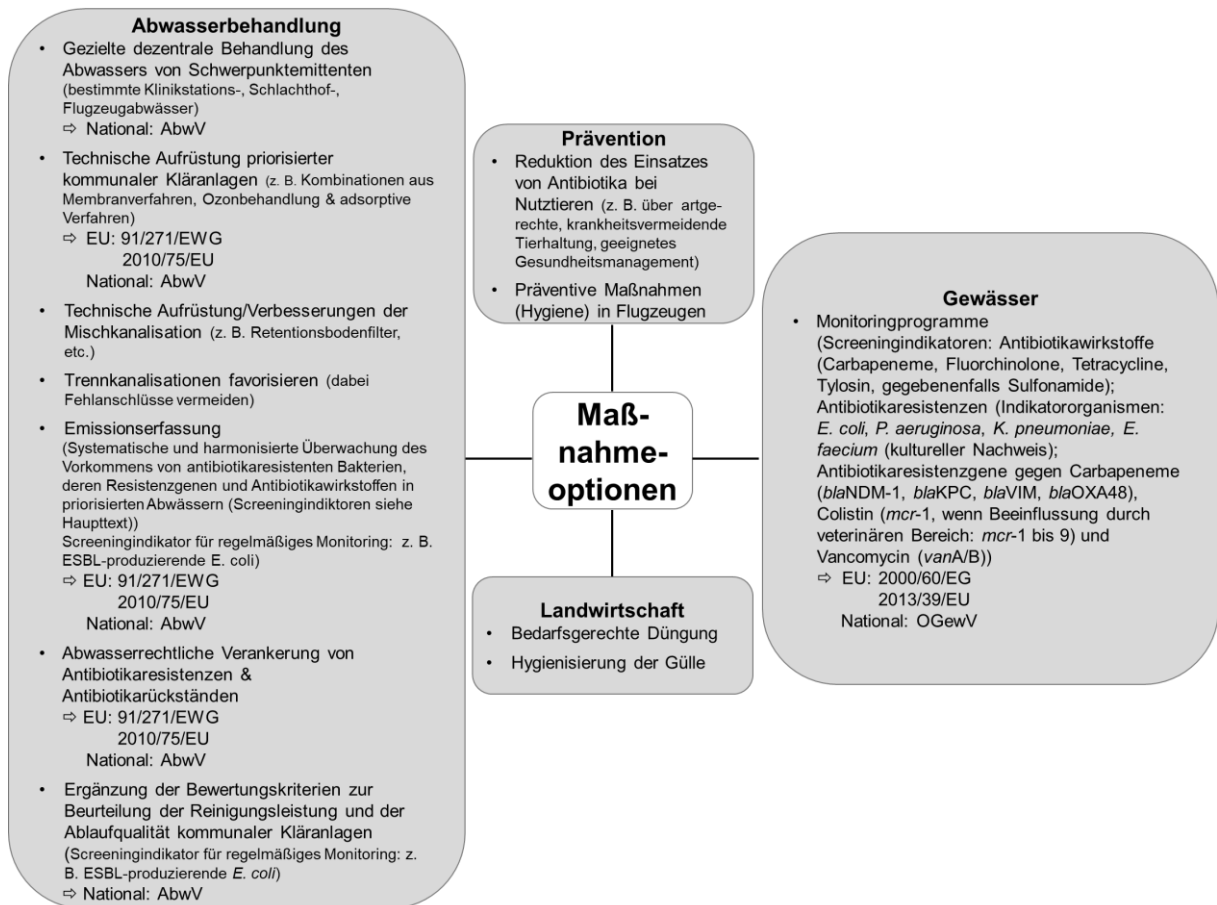 Abwasserbehandlung
• Gezielte dezentrale Behandlung des
Abwassers von Schwerpunktemittenten
(bestimmte Klinikstations-, Schlachthof-,
Flugzeugabwässer)
⇨ National: AbwV
• Technische Aufrüstung priorisierter
kommunaler Kläranlagen (z. B. Kombinationen aus
Membranverfahren, Ozonbehandlung & adsorptive
Verfahren)
⇨ EU: 91/271/EWG
2010/75/EU
National: AbwV
• Technische Aufrüstung/Verbesserungen der
Mischkanalisation (z. B. Retentionsbodenfilter,
etc.)
• Trennkanalisationen favorisieren (dabei
Fehlanschlüsse vermeiden)
• Emissionserfassung
(Systematische und harmonisierte Überwachung des
Vorkommens von antibiotikaresistenten Bakterien,
deren Resistenzgenen und Antibiotikawirkstoffen in
priorisierten Abwässern (Screeningindiktoren siehe
Haupttext))
Screeningindikator für regelmäßiges Monitoring: z. B.
ESBL-produzierende E. coli)
⇨ EU: 91/271/EWG
2010/75/EU
National: AbwV
• Abwasserrechtliche Verankerung von
Antibiotikaresistenzen &
Antibiotikarückständen
⇨ EU: 91/271/EWG
2010/75/EU
National: AbwV
• Ergänzung der Bewertungskriterien zur
Beurteilung der Reinigungsleistung und der
Ablaufqualität kommunaler Kläranlagen
(Screeningindikator für regelmäßiges Monitoring: z.
B. ESBL-produzierende E. coli)
⇨ National: AbwV
Prävention
• Reduktion des Einsatzes
von Antibiotika bei
Nutztieren (z. B. über artge-
rechte, krankheitsvermeidende
Tierhaltung, geeignetes
Gesundheitsmanagement)
• Präventive Maßnahmen
(Hygiene) in Flugzeugen
Maß-
nahme-
optionen
Landwirtschaft
• Bedarfsgerechte Düngung
• Hygienisierung der Gülle
Gewässer
• Monitoringprogramme
(Screeningindikatoren: Antibiotikawirkstoffe
(Carbapeneme, Fluorchinolone, Tetracycline,
Tylosin, gegebenenfalls Sulfonamide);
Antibiotikaresistenzen (Indikatororganismen:
E. coli, P. aeruginosa, K. pneumoniae, E.
faecium (kultureller Nachweis);
Antibiotikaresistenzgene gegen Carbapeneme
(blaNDM-1, blaKPC, blaVIM, blaOXA48),
Colistin (mcr-1, wenn Beeinflussung durch
veterinären Bereich: mcr-1 bis 9) und
Vancomycin (vanA/B))
⇨ EU: 2000/60/EG
2013/39/EU
National: OGewV